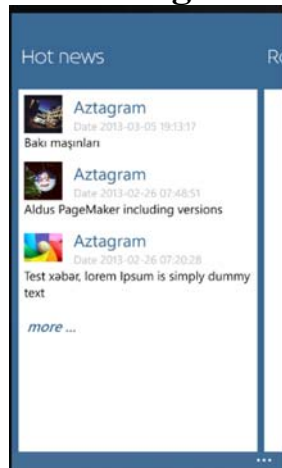 Hot news
Aztagram
Date 2013-03-05 19:13:17
Bakı maşınları
Aztagram
Date 2013-02-26 07:48:51
Aldus PageMaker including versions
Aztagram
Date 2013-02-26 07:20:28
Test xəbər, lorem Ipsum is simply dummy
text
more ...
...